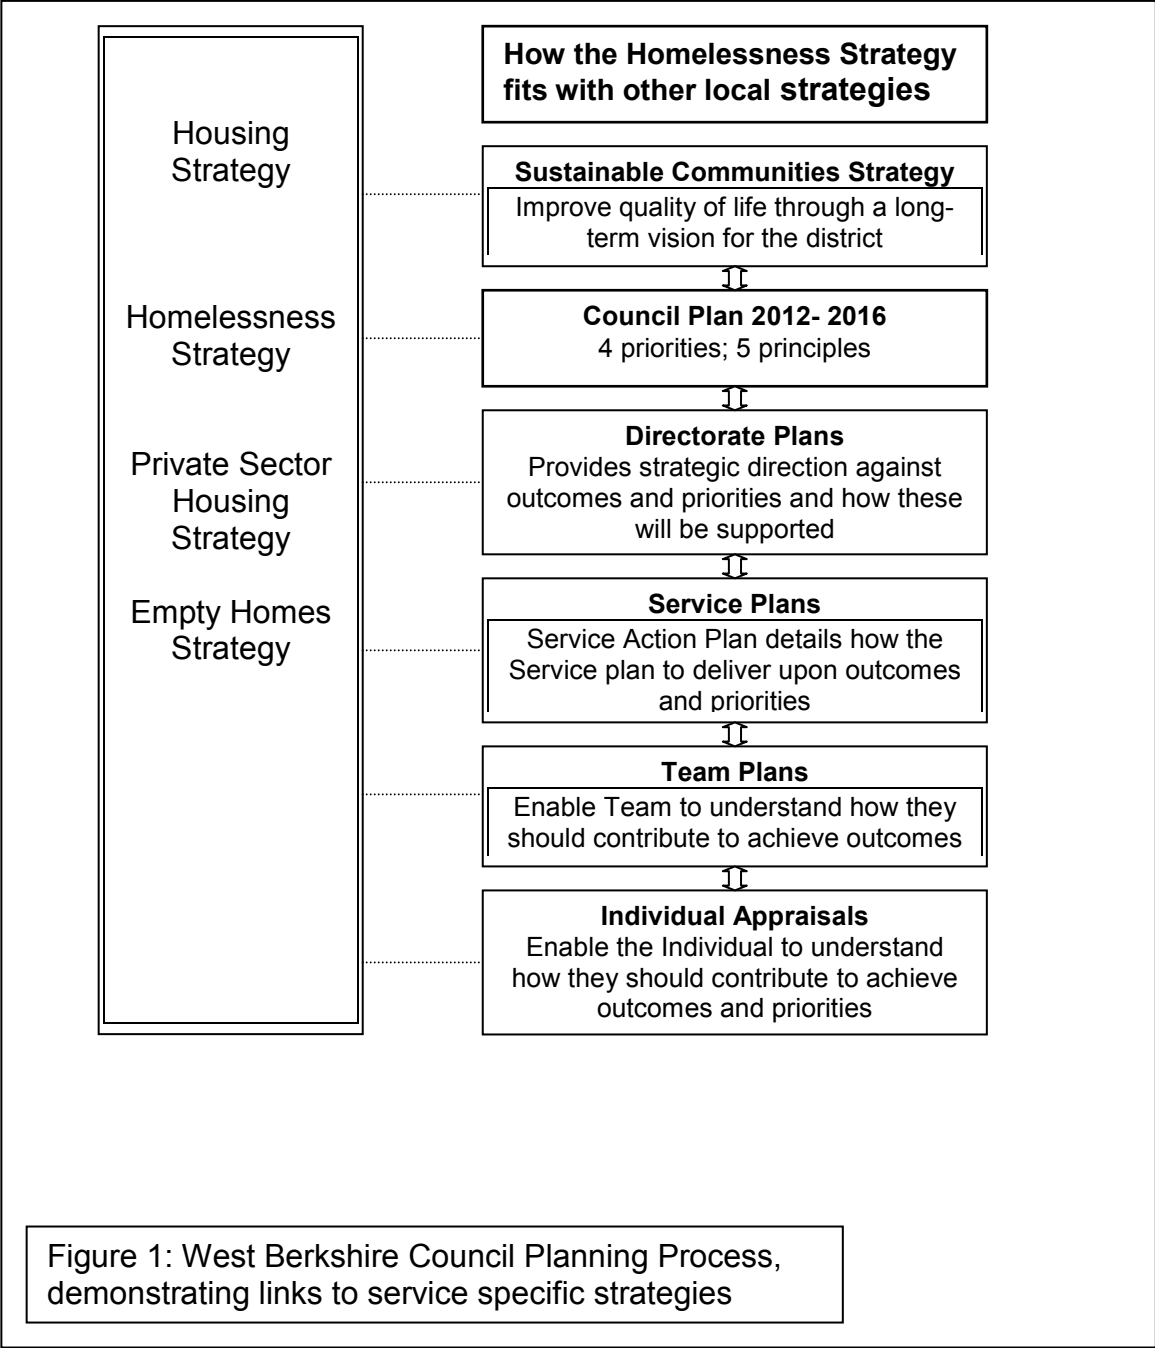 How the Homelessness Strategy
fits with other local strategies
Housing
Strategy
Homelessness
Strategy
Private Sector
Housing
Strategy
Empty Homes
Strategy
Sustainable Communities Strategy
Improve quality of life through a long-
term vision for the district
Council Plan 2012- 2016
4 priorities; 5 principles
Directorate Plans
Provides strategic direction against
outcomes and priorities and how these
will be supported
Service Plans
Service Action Plan details how the
Service plan to deliver upon outcomes
and priorities
Team Plans
Enable Team to understand how they
should contribute to achieve outcomes
Individual Appraisals
Enable the Individual to understand
how they should contribute to achieve
outcomes and priorities
Figure 1: West Berkshire Council Planning Process,
demonstrating links to service specific strategies